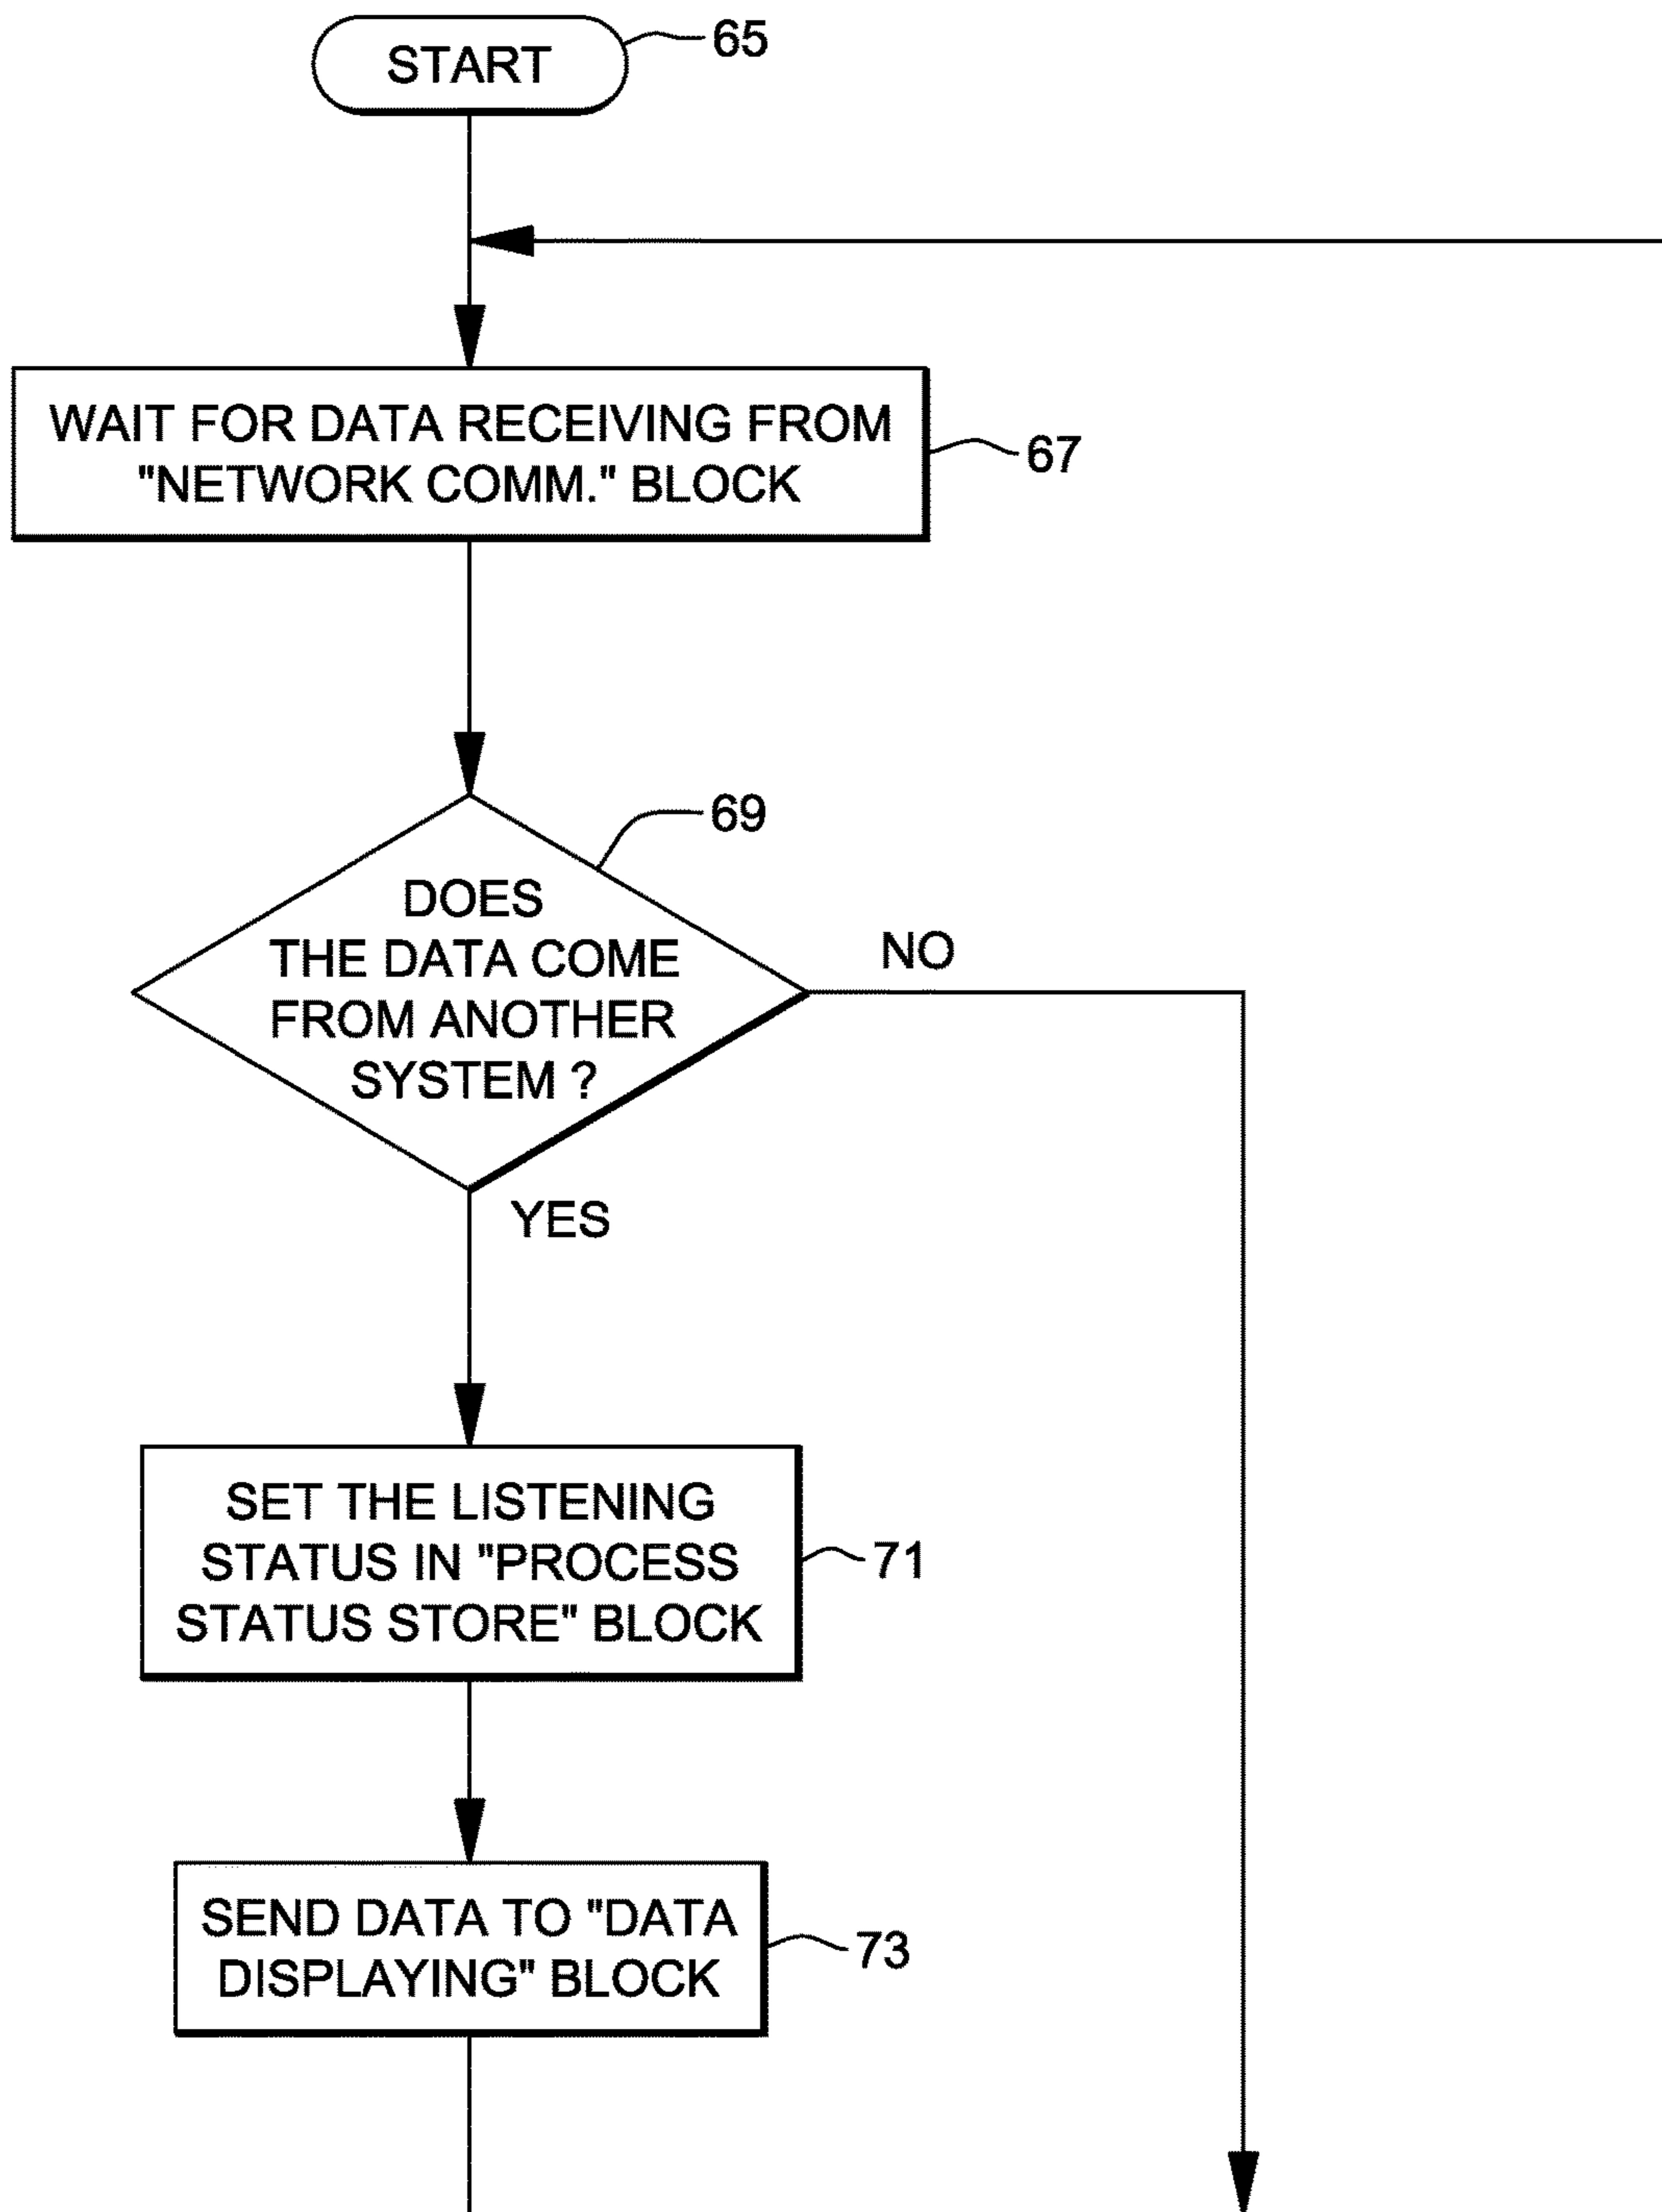 START
65
WAIT FOR DATA RECEIVING FROM
"NETWORK COMM." BLOCK
67
69
DOES
THE DATA COME
FROM ANOTHER
SYSTEM ?
NO
YES
SET THE LISTENING
STATUS IN "PROCESS
STATUS STORE" BLOCK
71
SEND DATA TO "DATA
DISPLAYING" BLOCK
73